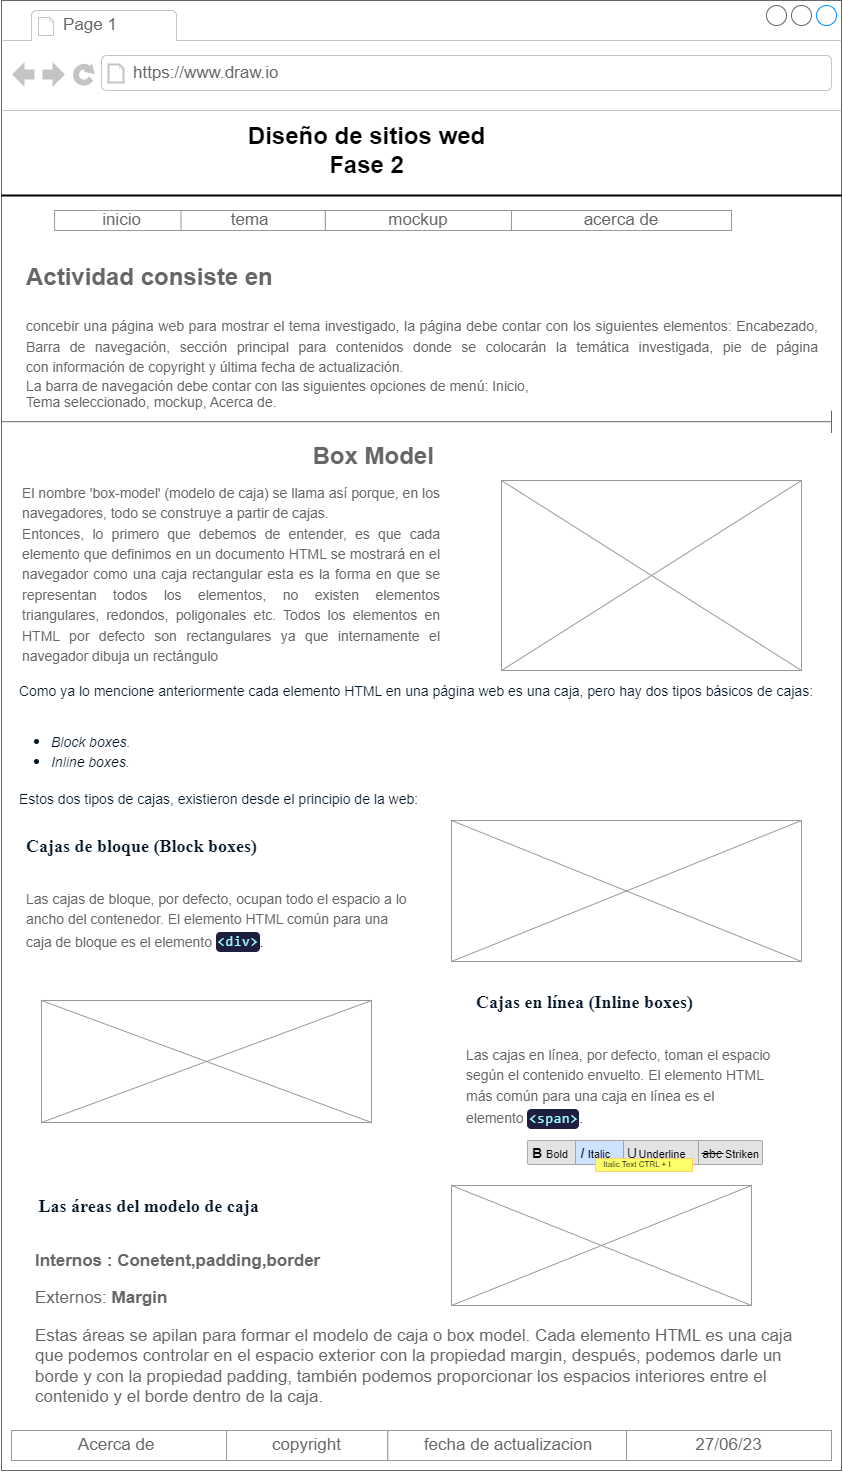 Page 1
https://www.draw.io
Diseño de sitios wed
Fase 2
inicio tema mockup acerca de
Actividad consiste en
concebir una página web para mostrar el tema investigado, la página debe contar con los siguientes elementos: Encabezado,
Barra de navegación, sección principal para contenidos donde se colocarán la temática investigada, pie de página
con información de copyright y última fecha de actualización.
La barra de navegación debe contar con las siguientes opciones de menú: Inicio,
Tema seleccionado, mockup, Acerca de.
Box Model
El nombre 'box-model' (modelo de caja) se llama así porque, en los
navegadores, todo se construye a partir de cajas.
Entonces, lo primero que debemos de entender, es que cada
elemento que definimos en un documento HTML se mostrará en el
navegador como una caja rectangular esta es la forma en que se
representan todos los elementos, no existen elementos
triangulares, redondos, poligonales etc. Todos los elementos en
HTML por defecto son rectangulares ya que internamente el
navegador dibuja un rectángulo
Como ya lo mencione anteriormente cada elemento HTML en una página web es una caja, pero hay dos tipos básicos de cajas:
• Block boxes.
• Inline boxes.
Estos dos tipos de cajas, existieron desde el principio de la web:
Cajas de bloque (Block boxes)
Las cajas de bloque, por defecto, ocupan todo el espacio a lo
ancho del contenedor. El elemento HTML común para una
caja de bloque es el elemento <div>.
Cajas en línea (Inline boxes)
Las cajas en línea, por defecto, toman el espacio
según el contenido envuelto. El elemento HTML
más común para una caja en línea es el
elemento <span>.
B Bold I Italic U Underline abc Striken
Italic Text CTRL + I
Las áreas del modelo de caja
Internos : Conetent,padding,border
Externos: Margin
Estas áreas se apilan para formar el modelo de caja o box model. Cada elemento HTML es una caja
que podemos controlar en el espacio exterior con la propiedad margin, después, podemos darle un
borde y con la propiedad padding, también podemos proporcionar los espacios interiores entre el
contenido y el borde dentro de la caja.
Acerca de copyright fecha de actualizacion 27/06/23